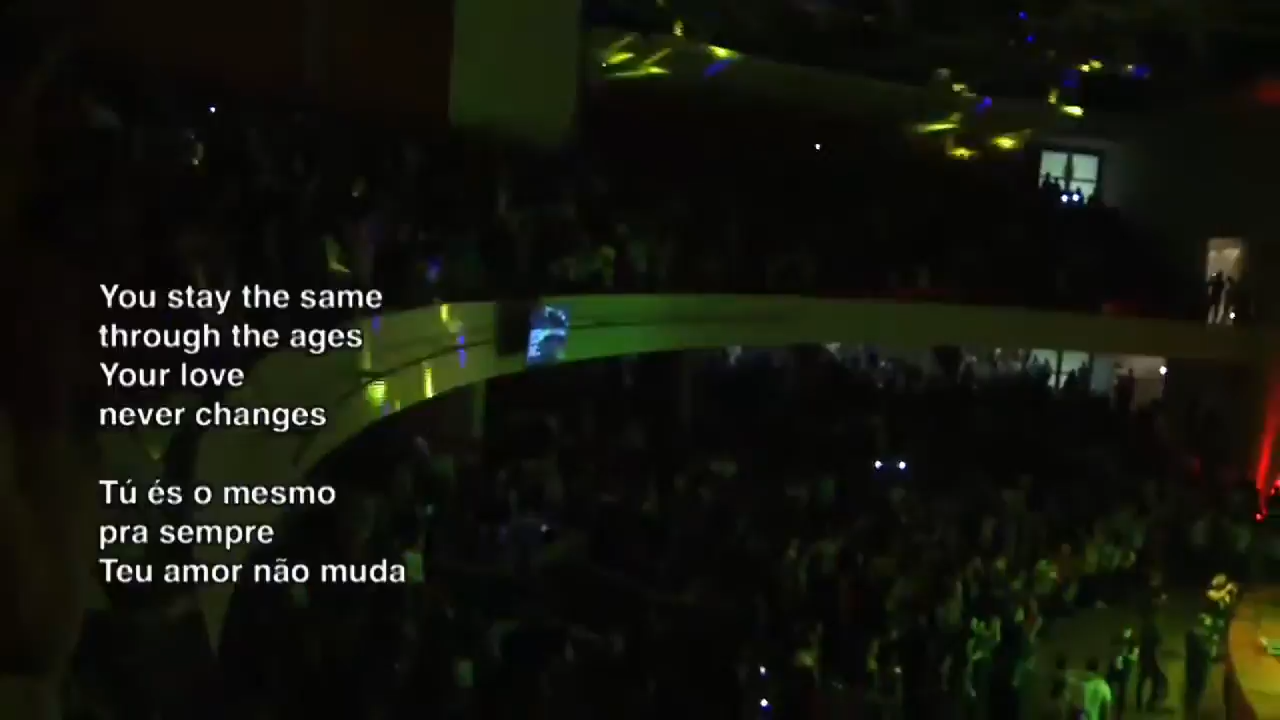 You stay the same
through the ages
Your love
never changes
Tú és o mesmo
pra sempre
Teu amor não muda